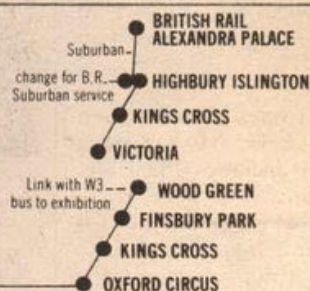 BRITISH RAIL
ALEXANDRA PALACE
Suburban
change for B.R.
Suburban service
HIGHBURY ISLINGTON
KINGS CROSS
VICTORIA
Link with W3
bus to exhibition
WOOD GREEN
FINSBURY PARK
KINGS CROSS
OXFORD CIRCUS